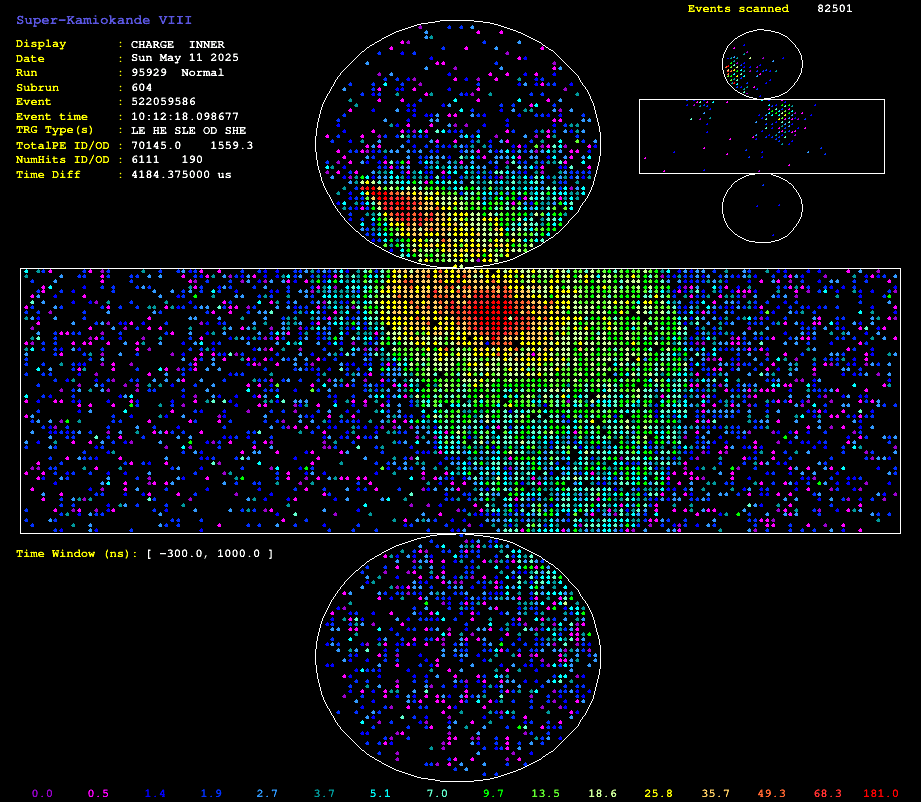 Super-Kamiokande VIII
Events scanned 82501
Display : CHARGE INNER
Date : Sun May 11 2025
Run : 95929 Normal
Subrun : 604
Event : 522059586
Event time : 10:12:18.098677
TRG Type(s) : LE HE SLE OD SHE
TotalPE ID/OD : 70145.0 1559.3
NumHits ID/OD : 6111 190
Time Diff : 4184.375000 us
Time Window (ns): [ -300.0, 1000.0 ]
0.0 0.5 1.4 1.9 2.7 3.7 5.1 7.0 9.7 13.5 18.6 25.8 35.7 49.3 68.3 181.0